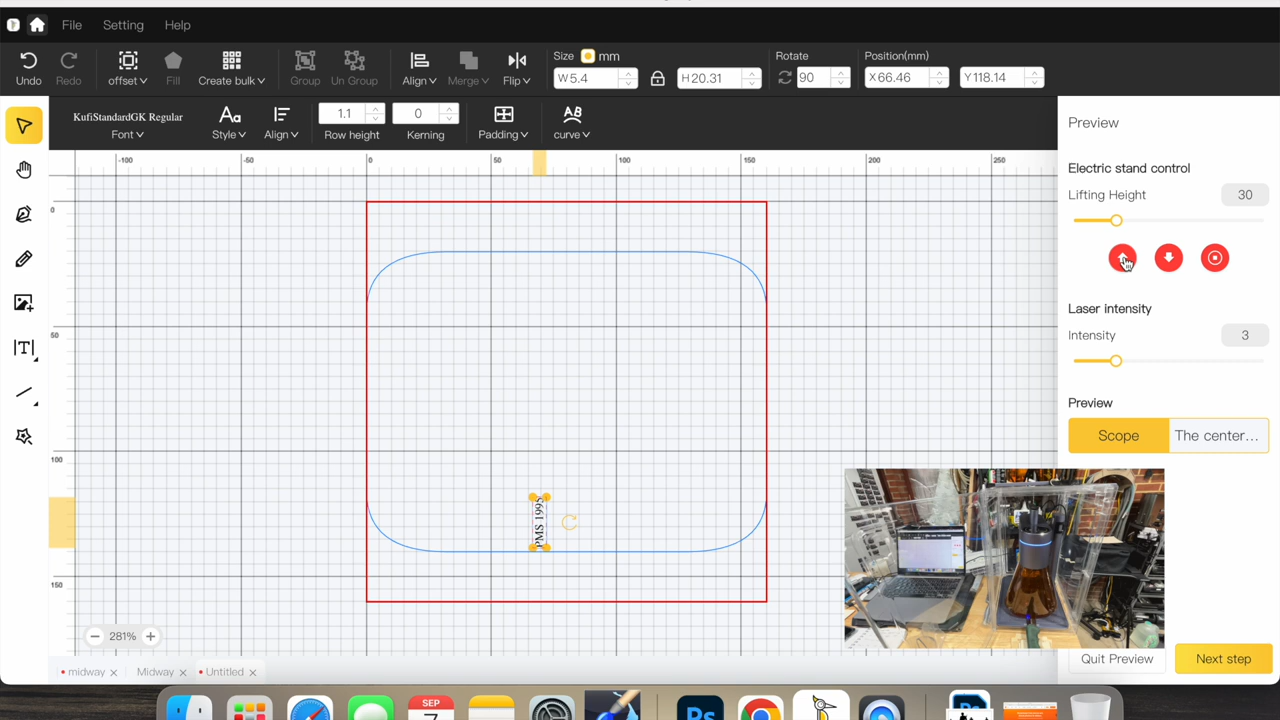 File Setting Help
Undo Redo offset Fill Create bulk Group Un Group Align Merge Flip
Size mm
W 5.4 H 20.31
Rotate
90
Position(mm)
X 66.46 Y 118.14
KufiStandardGK Regular
Font
Style
Align
1.1
Row height
0
Kerning
Padding
curve
-100 -50 0 50 100 150 200 250
0
50
100
150
PMS 1995
281%
midway Midway Untitled
Preview
Electric stand control
Lifting Height 30
Laser intensity
Intensity 3
Preview
Scope The center...
Quit Preview Next step
SEP
7
Ps
Ps